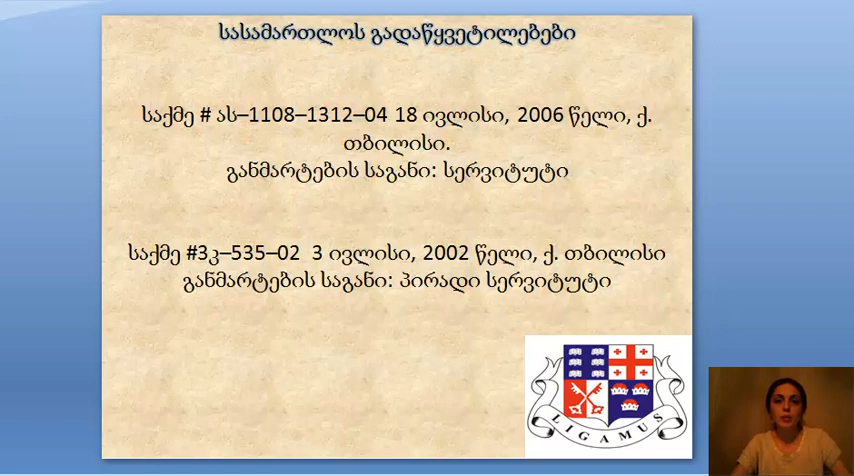 სასამართლოს გადაწყვეტილებები
საქმე # ას–1108–1312–04 18 ივლისი, 2006 წელი, ქ.
თბილისი.
განმარტების საგანი: სერვიტუტი
საქმე #3კ–535–02 3 ივლისი, 2002 წელი, ქ. თბილისი
განმარტების საგანი: პირადი სერვიტუტი
LIGAMUS